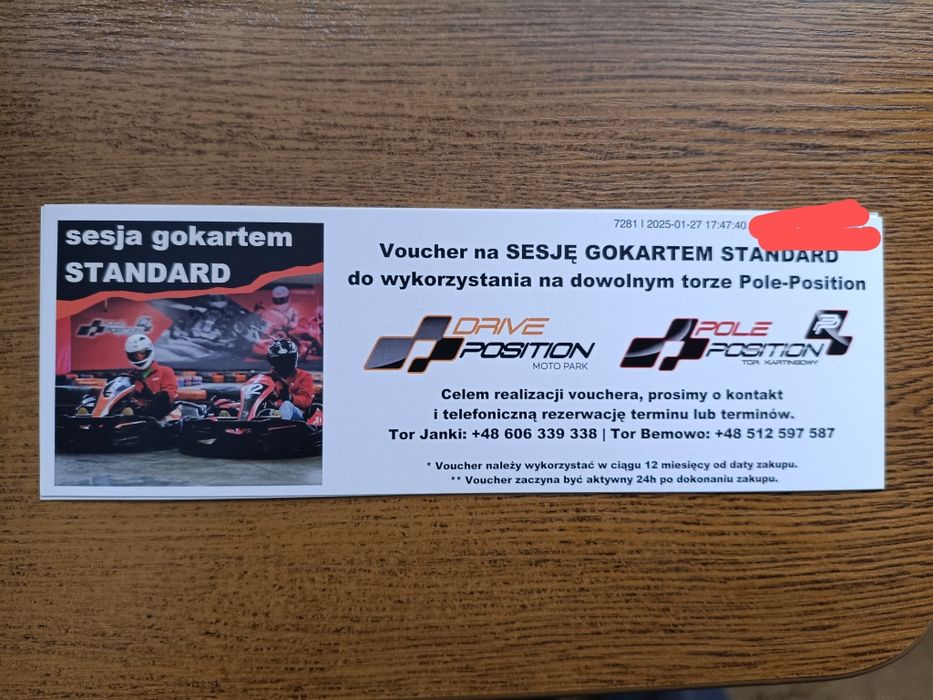 sesja gokartem
STANDARD
7281 | 2025-01-27 17:47:40
Voucher na SESJĘ GOKARTEM STANDARD
do wykorzystania na dowolnym torze Pole-Position
DRIVE
POSITION
MOTO PARK
POLE
POSITION
TOR KARTINGOWY
Celem realizacji vouchera, prosimy o kontakt
i telefoniczną rezerwację terminu lub terminów.
Tor Janki: +48 606 339 338 | Tor Bemowo: +48 512 597 587
* Voucher należy wykorzystać w ciągu 12 miesięcy od daty zakupu.
** Voucher zaczyna być aktywny 24h po dokonaniu zakupu.
POLE
POSITION
2